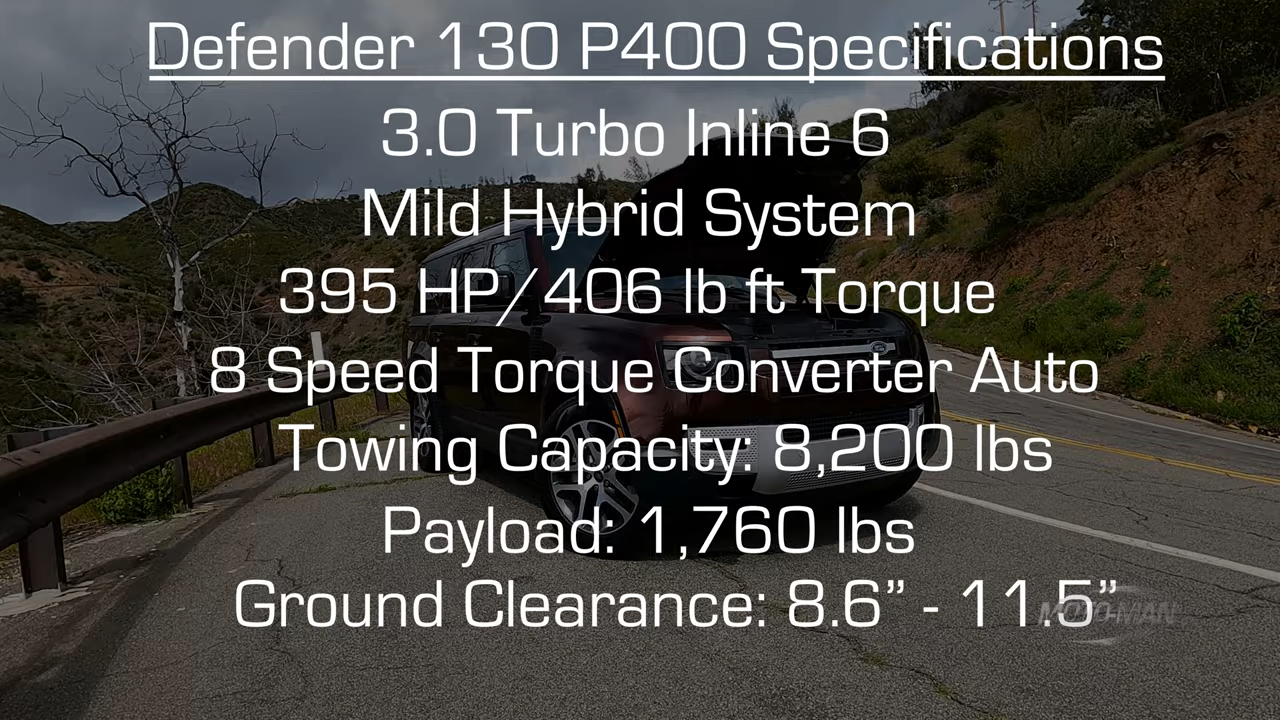 Defender 130 P400 Specifications
3.0 Turbo Inline 6
Mild Hybrid System
395 HP/406 lb ft Torque
8 Speed Torque Converter Auto
Towing Capacity: 8,200 lbs
Payload: 1,760 lbs
Ground Clearance: 8.6” - 11.5”
MOTO-MAN